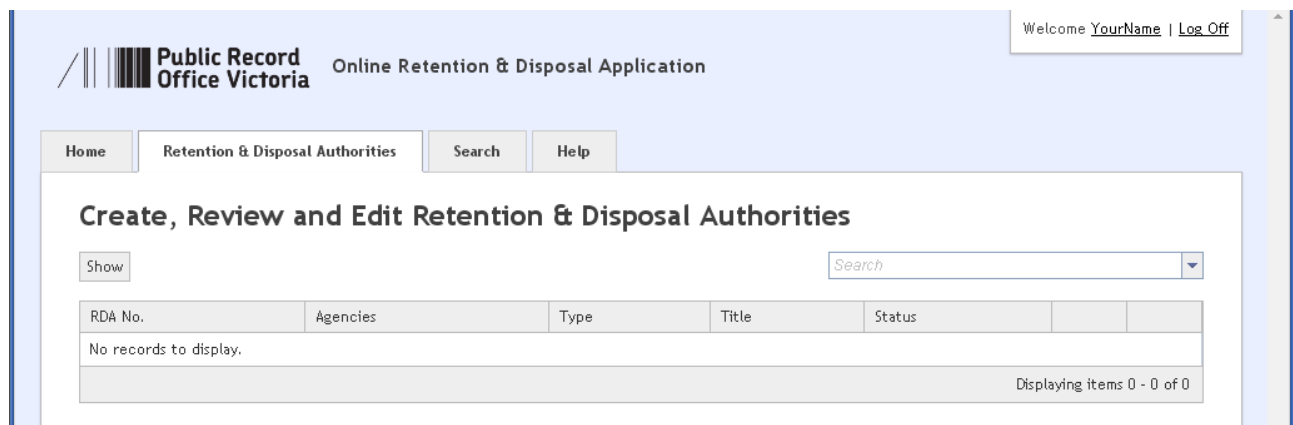 Welcome YourName | Log Off
Public Record
Office Victoria
Online Retention & Disposal Application
Home Retention & Disposal Authorities Search Help
Create, Review and Edit Retention & Disposal Authorities
Show Search
RDA No. Agencies Type Title Status
No records to display.
Displaying items 0 - 0 of 0